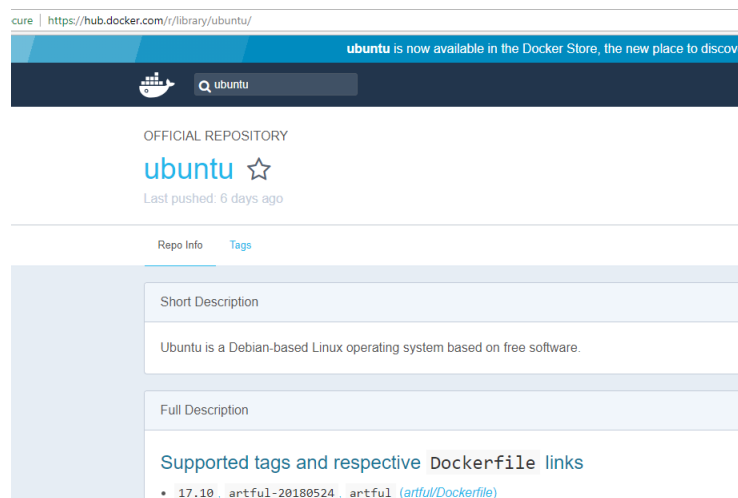 cure | https://hub.docker.com/r/library/ubuntu/
ubuntu is now available in the Docker Store, the new place to discov
ubuntu
OFFICIAL REPOSITORY
ubuntu
Last pushed: 6 days ago
Repo Info Tags
Short Description
Ubuntu is a Debian-based Linux operating system based on free software.
Full Description
Supported tags and respective Dockerfile links
• 17.10, artful-20180524, artful (artful/Dockerfile)